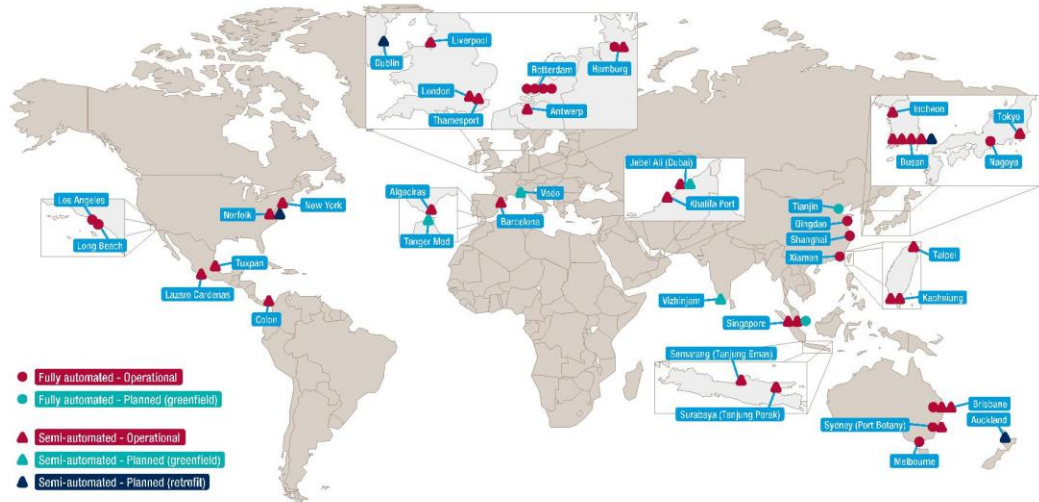 Dublin
Liverpool
London
Thamesport
Rotterdam
Antwerp
Hamburg
Incheon
Tokyo
Busan
Nagoya
Jebel Ali (Dubai)
Khalifa Port
Algeciras
Tanger Med
Vado
Barcelona
Tianjin
Qingdao
Shanghai
Xiamen
Taipei
Kaohsiung
Los Angeles
Long Beach
New York
Norfolk
Tuxpan
Lazaro Cardenas
Colon
Vizhinjam
Singapore
Semarang (Tanjung Emas)
Surabaya (Tanjung Perak)
Brisbane
Sydney (Port Botany)
Auckland
Melbourne
Fully automated - Operational
Fully automated - Planned (greenfield)
Semi-automated - Operational
Semi-automated - Planned (greenfield)
Semi-automated - Planned (retrofit)